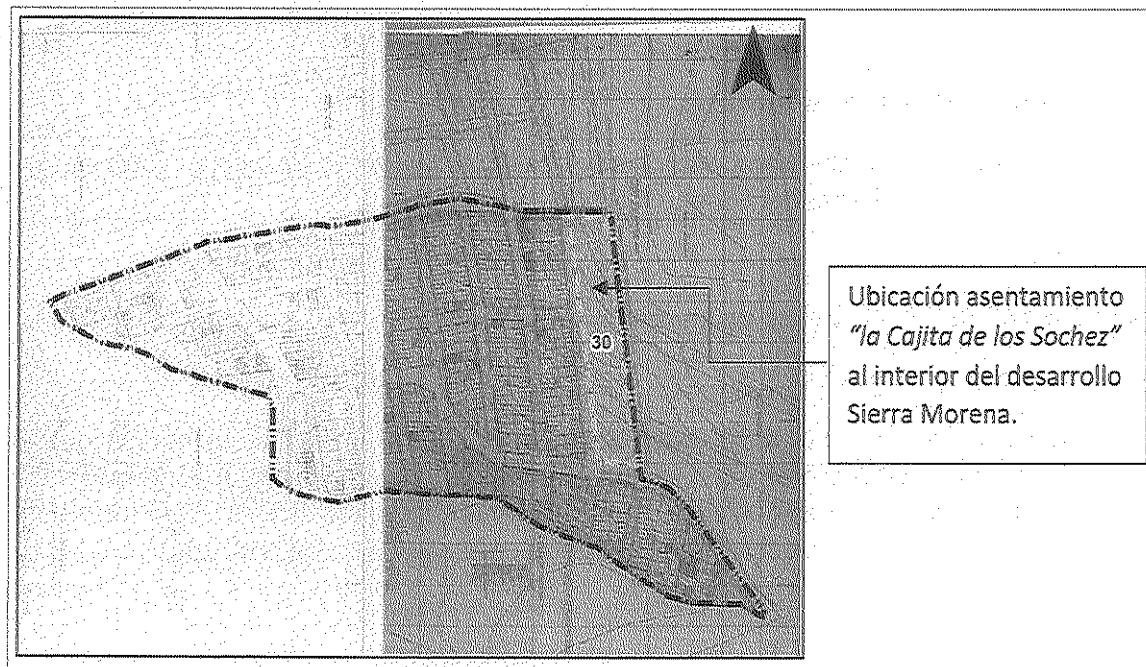 30
Ubicación asentamiento
"la Cajita de los Sochez"
al interior del desarrollo
Sierra Morena.